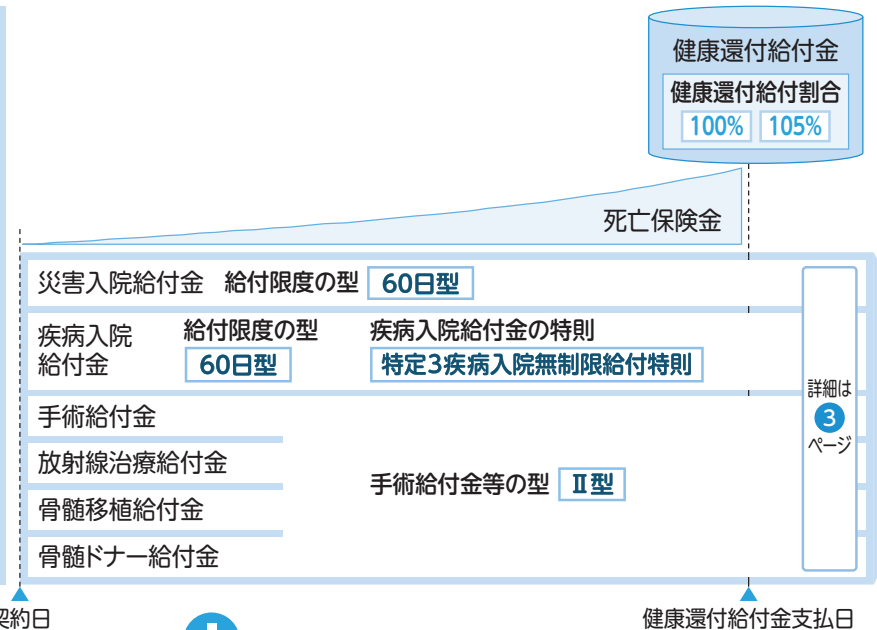 健康還付給付金
健康還付給付割合
100% 105%
死亡保険金
災害入院給付金 給付限度の型 60日型
疾病入院
給付金
給付限度の型
60日型
疾病入院給付金の特則
特定3疾病入院無制限給付特則
手術給付金
放射線治療給付金
骨髄移植給付金
骨髄ドナー給付金
手術給付金等の型 Ⅱ型
詳細は
3
ページ
契約日
健康還付給付金支払日